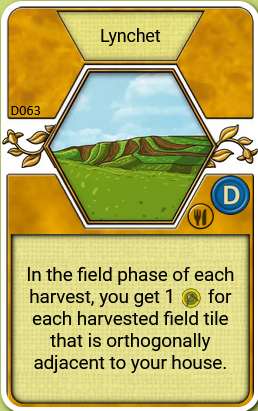 Lynchet
D063
D
In the field phase of each
harvest, you get 1 for
each harvested field tile
that is orthogonally
adjacent to your house.